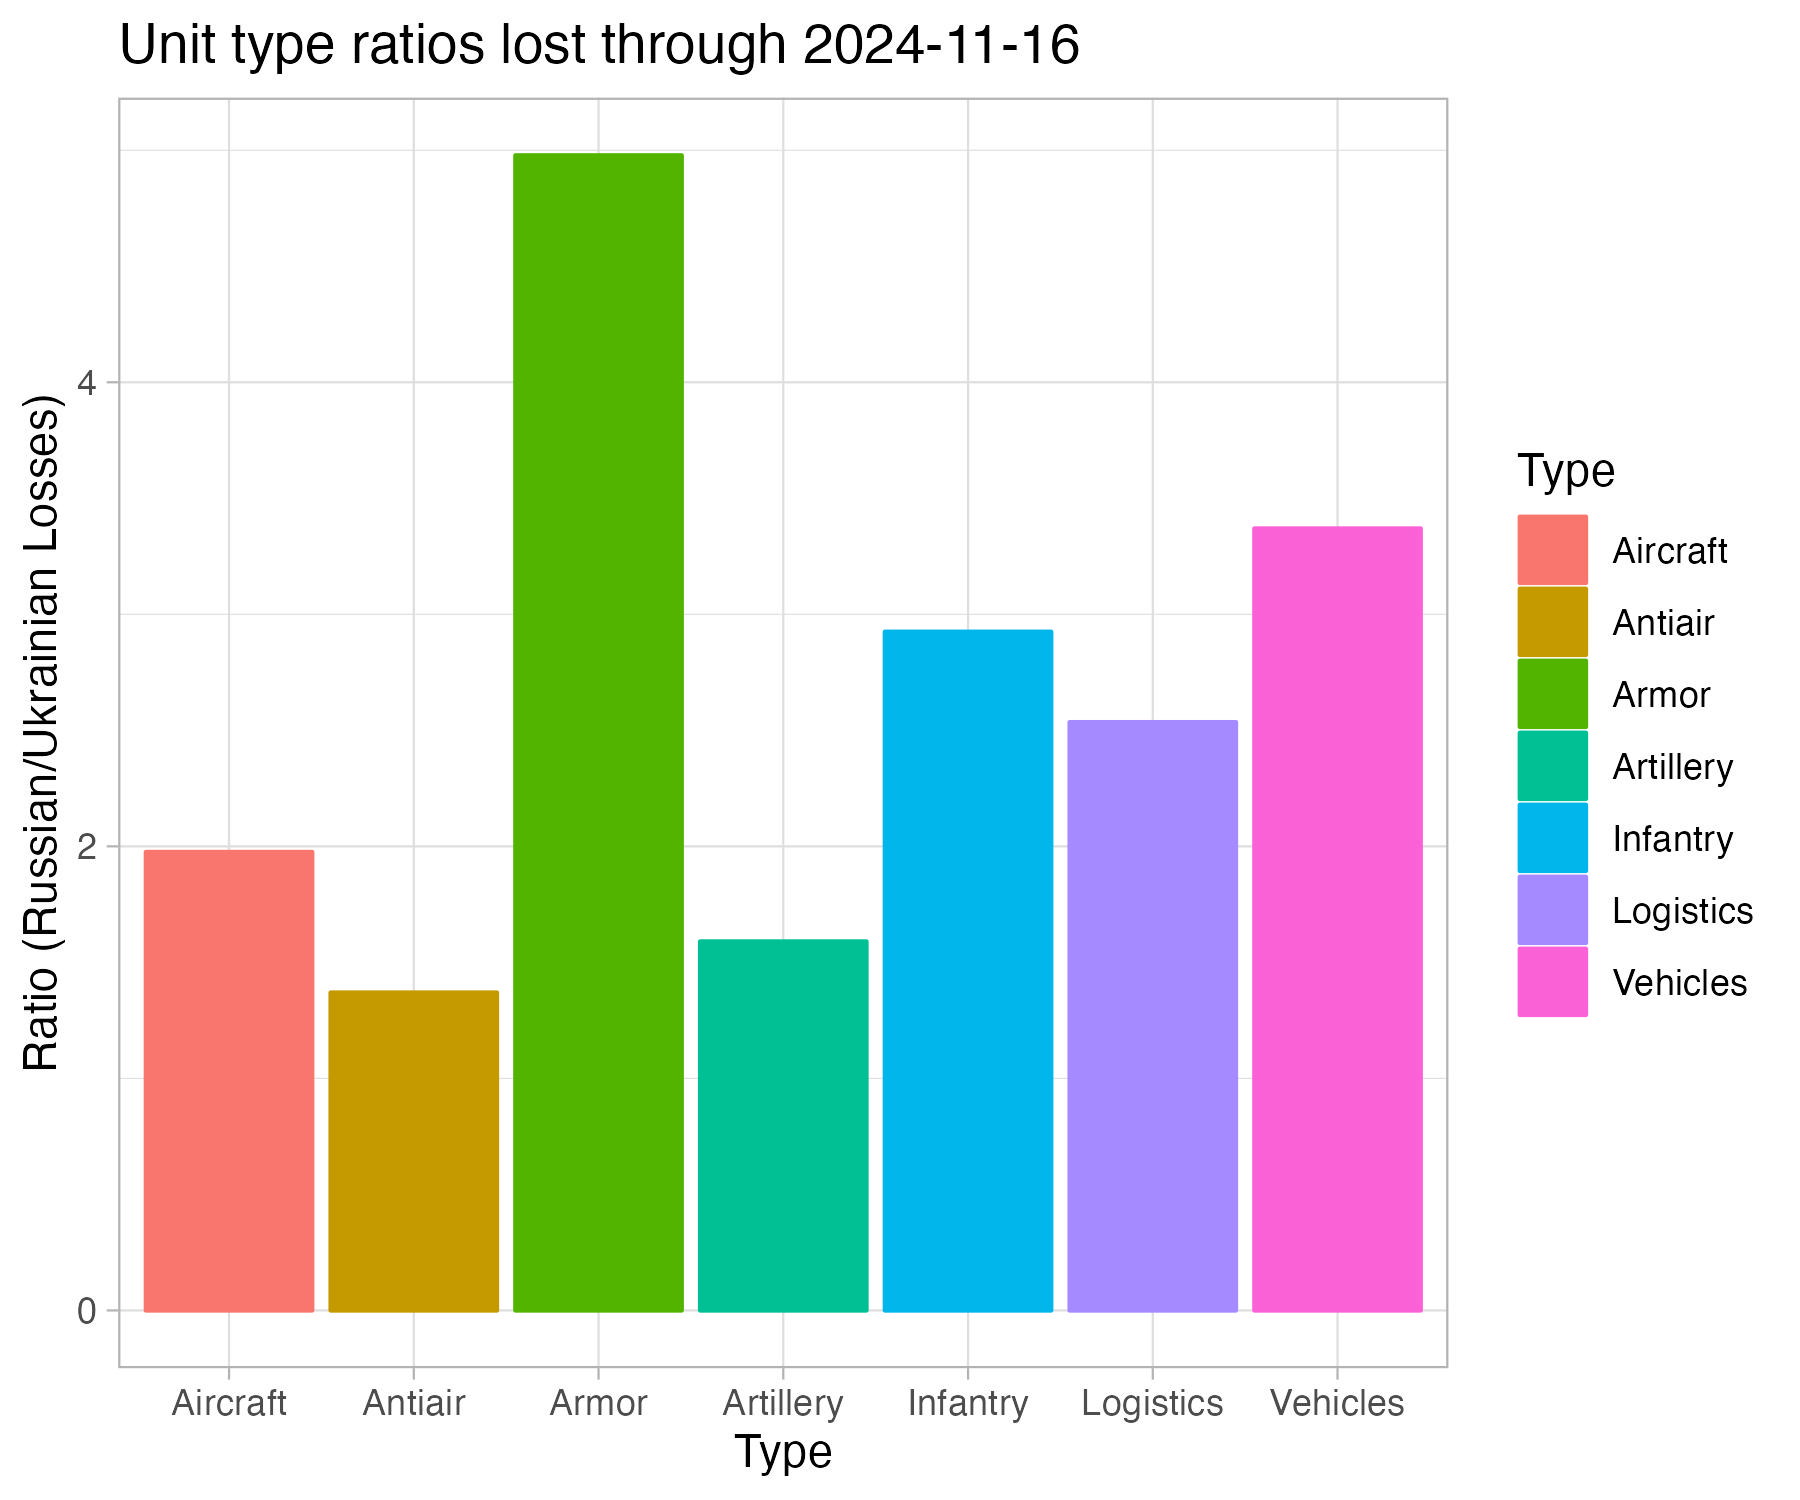 Unit type ratios lost through 2024-11-16
Ratio (Russian/Ukrainian Losses)
4
2
0
Aircraft
Antiair
Armor
Artillery
Infantry
Logistics
Vehicles
Type
Type
Aircraft
Antiair
Armor
Artillery
Infantry
Logistics
Vehicles